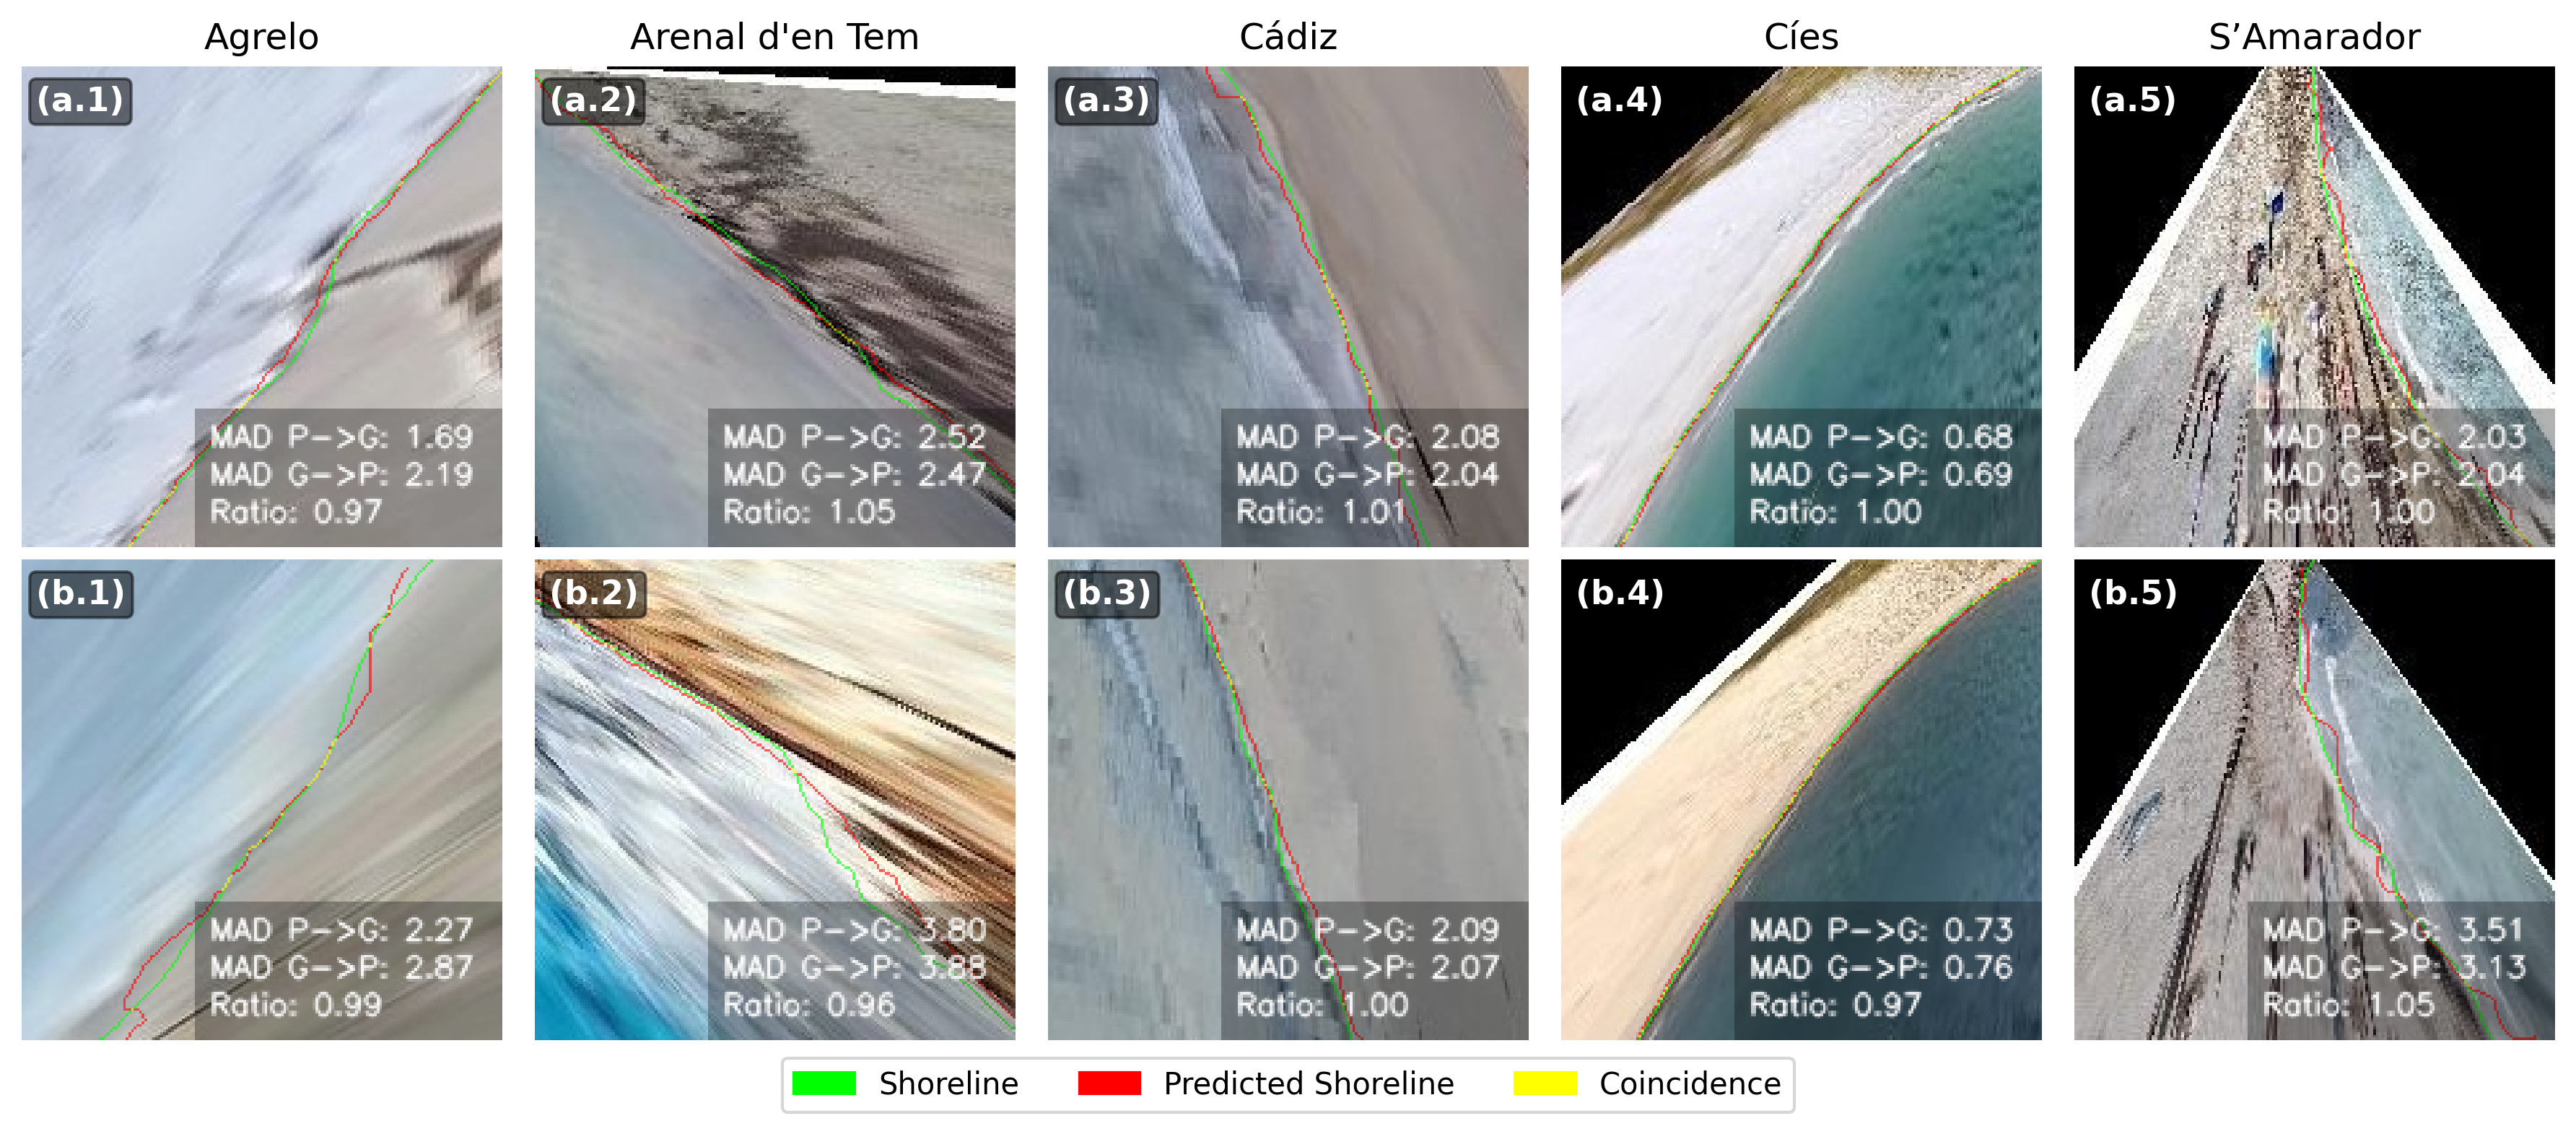 Agrelo
Arenal d'en Tem
Cádiz
Cíes
S’Amarador
(a.1)
MAD P->G: 1.69
MAD G->P: 2.19
Ratio: 0.97
(a.2)
MAD P->G: 2.52
MAD G->P: 2.47
Ratio: 1.05
(a.3)
MAD P->G: 2.08
MAD G->P: 2.04
Ratio: 1.01
(a.4)
MAD P->G: 0.68
MAD G->P: 0.69
Ratio: 1.00
(a.5)
MAD P->G: 2.03
MAD G->P: 2.04
Ratio: 1.00
(b.1)
MAD P->G: 2.27
MAD G->P: 2.87
Ratio: 0.99
(b.2)
MAD P->G: 3.80
MAD G->P: 3.88
Ratio: 0.96
(b.3)
MAD P->G: 2.09
MAD G->P: 2.07
Ratio: 1.00
(b.4)
MAD P->G: 0.73
MAD G->P: 0.76
Ratio: 0.97
(b.5)
MAD P->G: 3.51
MAD G->P: 3.13
Ratio: 1.05
Shoreline
Predicted Shoreline
Coincidence